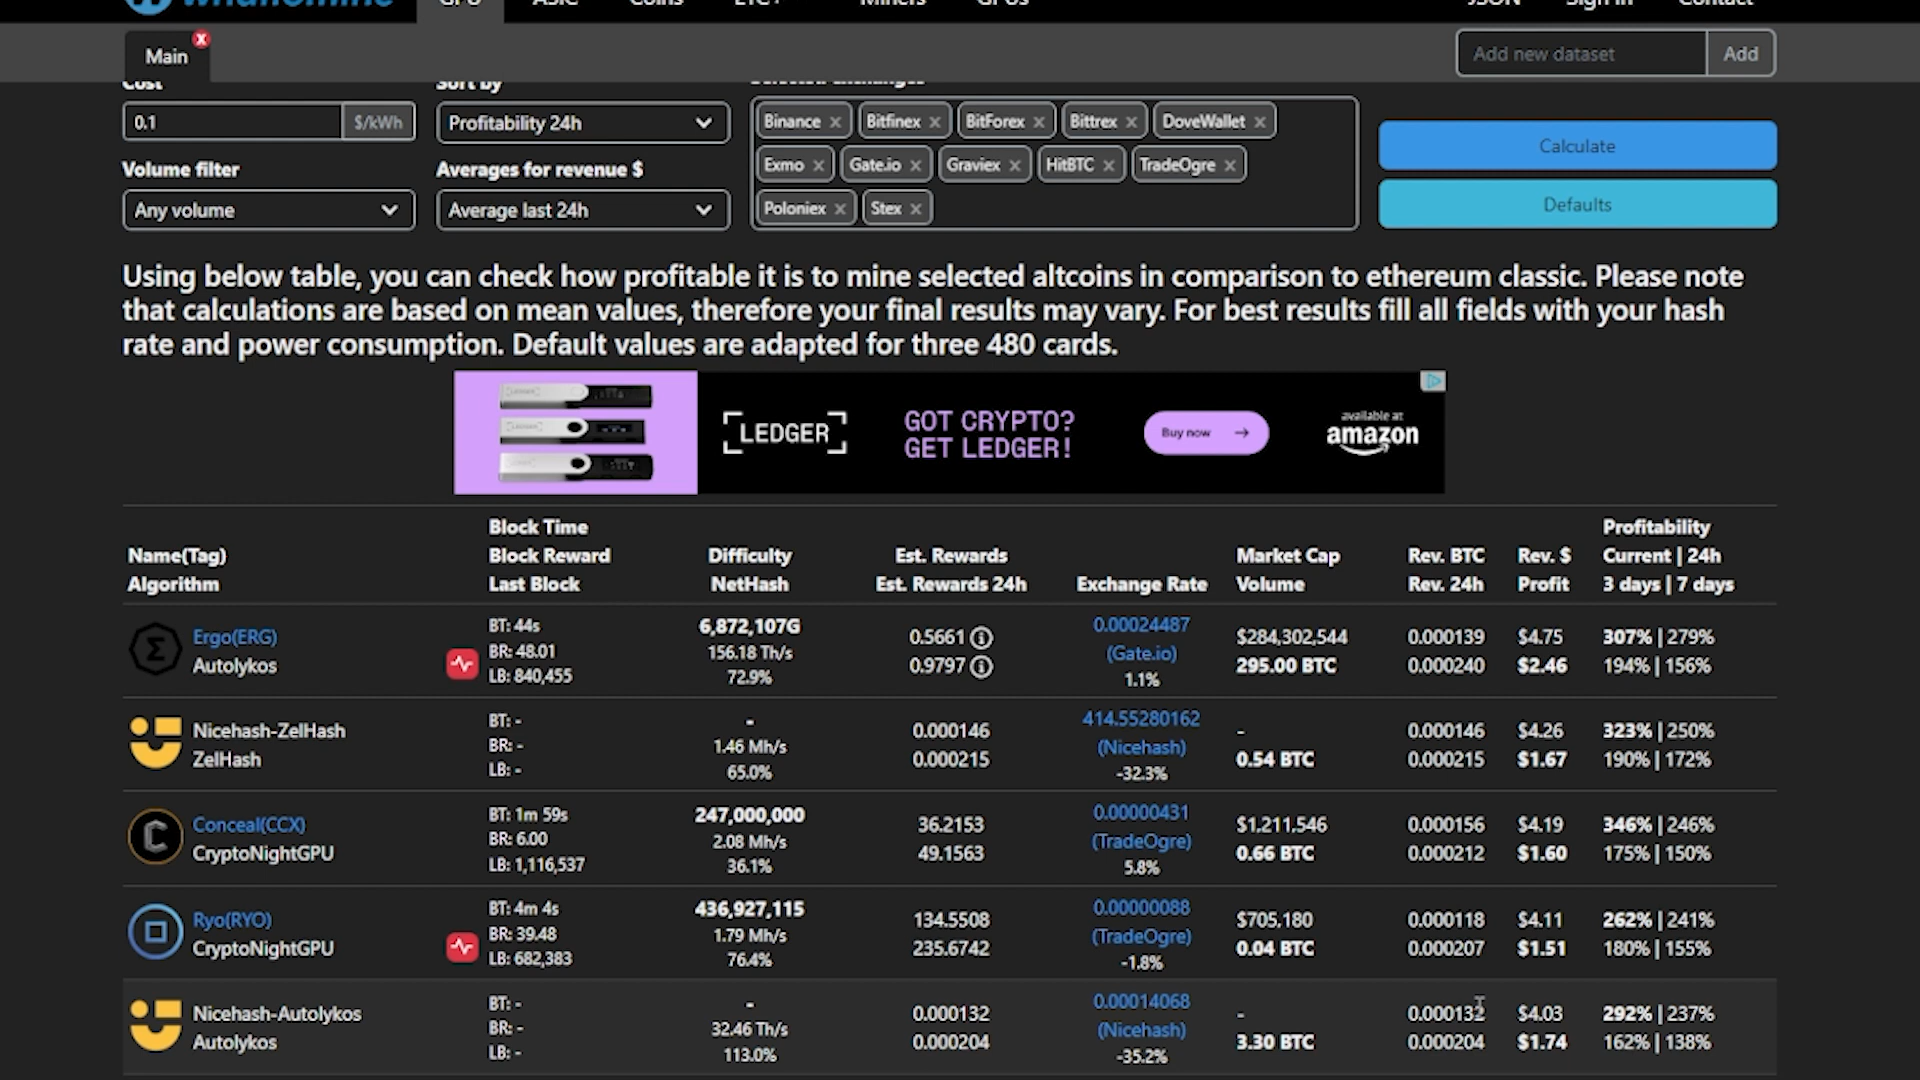 whattomine
GPU ASIC Coins ETC+ Miners GPUs JSON Sign in Contact
Main x
Add new dataset Add
Cost Sort by Selected exchanges
0.1 $/kWh Profitability 24h
Binance × Bitfinex × BitForex × Bittrex × DoveWallet ×
Exmo × Gate.io × Graviex × HitBTC × TradeOgre ×
Poloniex × Stex ×
Calculate
Defaults
Volume filter Averages for revenue $
Any volume Average last 24h
Using below table, you can check how profitable it is to mine selected altcoins in comparison to ethereum classic. Please note
that calculations are based on mean values, therefore your final results may vary. For best results fill all fields with your hash
rate and power consumption. Default values are adapted for three 480 cards.
LEDGER
GOT CRYPTO?
GET LEDGER!
Buy now →
available at
amazon
Block Time Profitability
Name(Tag) Block Reward Difficulty Est. Rewards Market Cap Rev. BTC Rev. $ Current | 24h
Algorithm Last Block NetHash Est. Rewards 24h Exchange Rate Volume Rev. 24h Profit 3 days | 7 days
Ergo(ERG) BT: 44s 6,872,107G 0.5661 0.00024487 $284,302,544 0.000139 $4.75 307% | 279%
Autolykos BR: 48.01 156.18 Th/s 0.9797 (Gate.io) 295.00 BTC 0.000240 $2.46 194% | 156%
LB: 840,455 72.9% 1.1%
Nicehash-ZelHash BT: - - 0.000146 414.55280162 - 0.000146 $4.26 323% | 250%
ZelHash BR: - 1.46 Mh/s 0.000215 (Nicehash) 0.54 BTC 0.000215 $1.67 190% | 172%
LB: - 65.0% -32.3%
Conceal(CCX) BT: 1m 59s 247,000,000 36.2153 0.00000431 $1,211,546 0.000156 $4.19 346% | 246%
CryptoNightGPU BR: 6.00 2.08 Mh/s 49.1563 (TradeOgre) 0.66 BTC 0.000212 $1.60 175% | 150%
LB: 1,116,537 36.1% 5.8%
Ryo(RYO) BT: 4m 4s 436,927,115 134.5508 0.00000088 $705,180 0.000118 $4.11 262% | 241%
CryptoNightGPU BR: 39.48 1.79 Mh/s 235.6742 (TradeOgre) 0.04 BTC 0.000207 $1.51 180% | 155%
LB: 682,383 76.4% -1.8%
Nicehash-Autolykos BT: - - 0.000132 0.00014068 - 0.000132 $4.03 292% | 237%
Autolykos BR: - 32.46 Th/s 0.000204 (Nicehash) 3.30 BTC 0.000204 $1.74 162% | 138%
LB: - 113.0% -35.2%